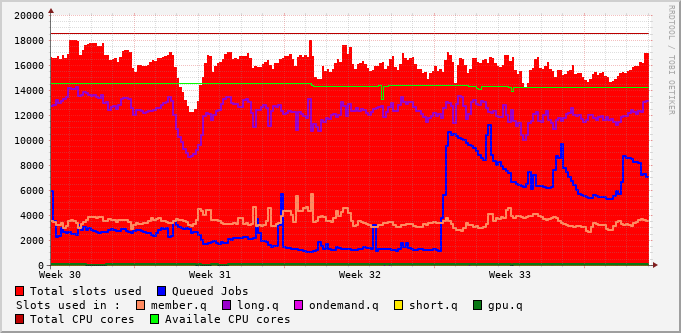 20000
18000
16000
14000
12000
10000
8000
6000
4000
2000
0
Week 30 Week 31 Week 32 Week 33
Total slots used Queued Jobs
Slots used in : member.q long.q ondemand.q short.q gpu.q
Total CPU cores Availale CPU cores
RRDTOOL / TOBI OETIKER